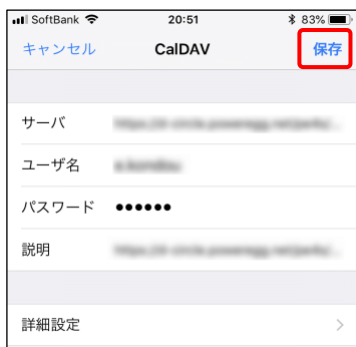 SoftBank 20:51 83%
キャンセル CalDAV 保存
サーバ
ユーザ名
パスワード ●●●●●●
説明
詳細設定